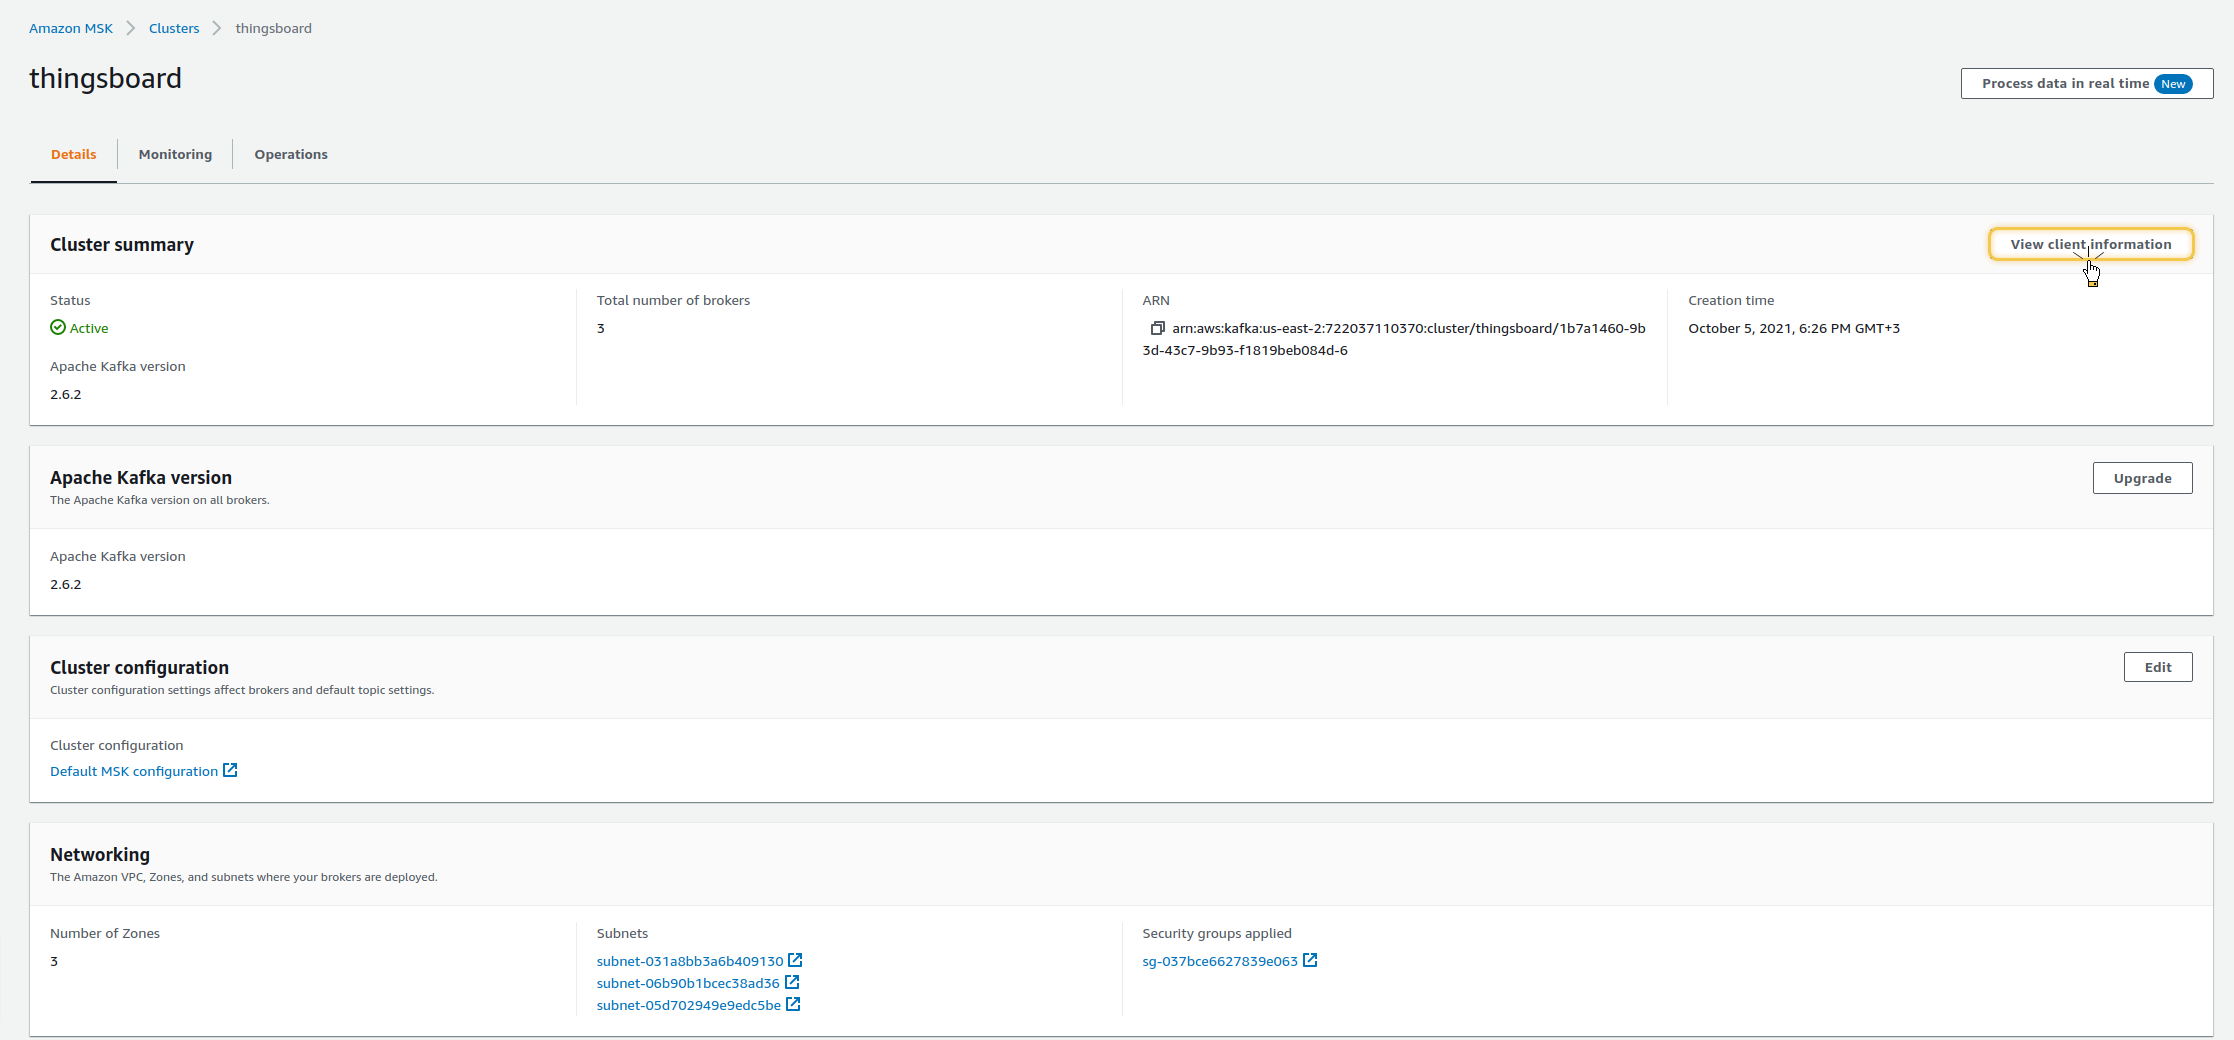 Amazon MSK > Clusters > thingsboard
thingsboard
Process data in real time New
Details Monitoring Operations
Cluster summary
View client information
Status
Active
Apache Kafka version
2.6.2
Total number of brokers
3
ARN
arn:aws:kafka:us-east-2:722037110370:cluster/thingsboard/1b7a1460-9b
3d-43c7-9b93-f1819beb084d-6
Creation time
October 5, 2021, 6:26 PM GMT+3
Apache Kafka version
Upgrade
The Apache Kafka version on all brokers.
Apache Kafka version
2.6.2
Cluster configuration
Edit
Cluster configuration settings affect brokers and default topic settings.
Cluster configuration
Default MSK configuration
Networking
The Amazon VPC, Zones, and subnets where your brokers are deployed.
Number of Zones
3
Subnets
subnet-031a8bb3a6b409130
subnet-06b90b1bcec38ad36
subnet-05d702949e9edc5be
Security groups applied
sg-037bce6627839e063